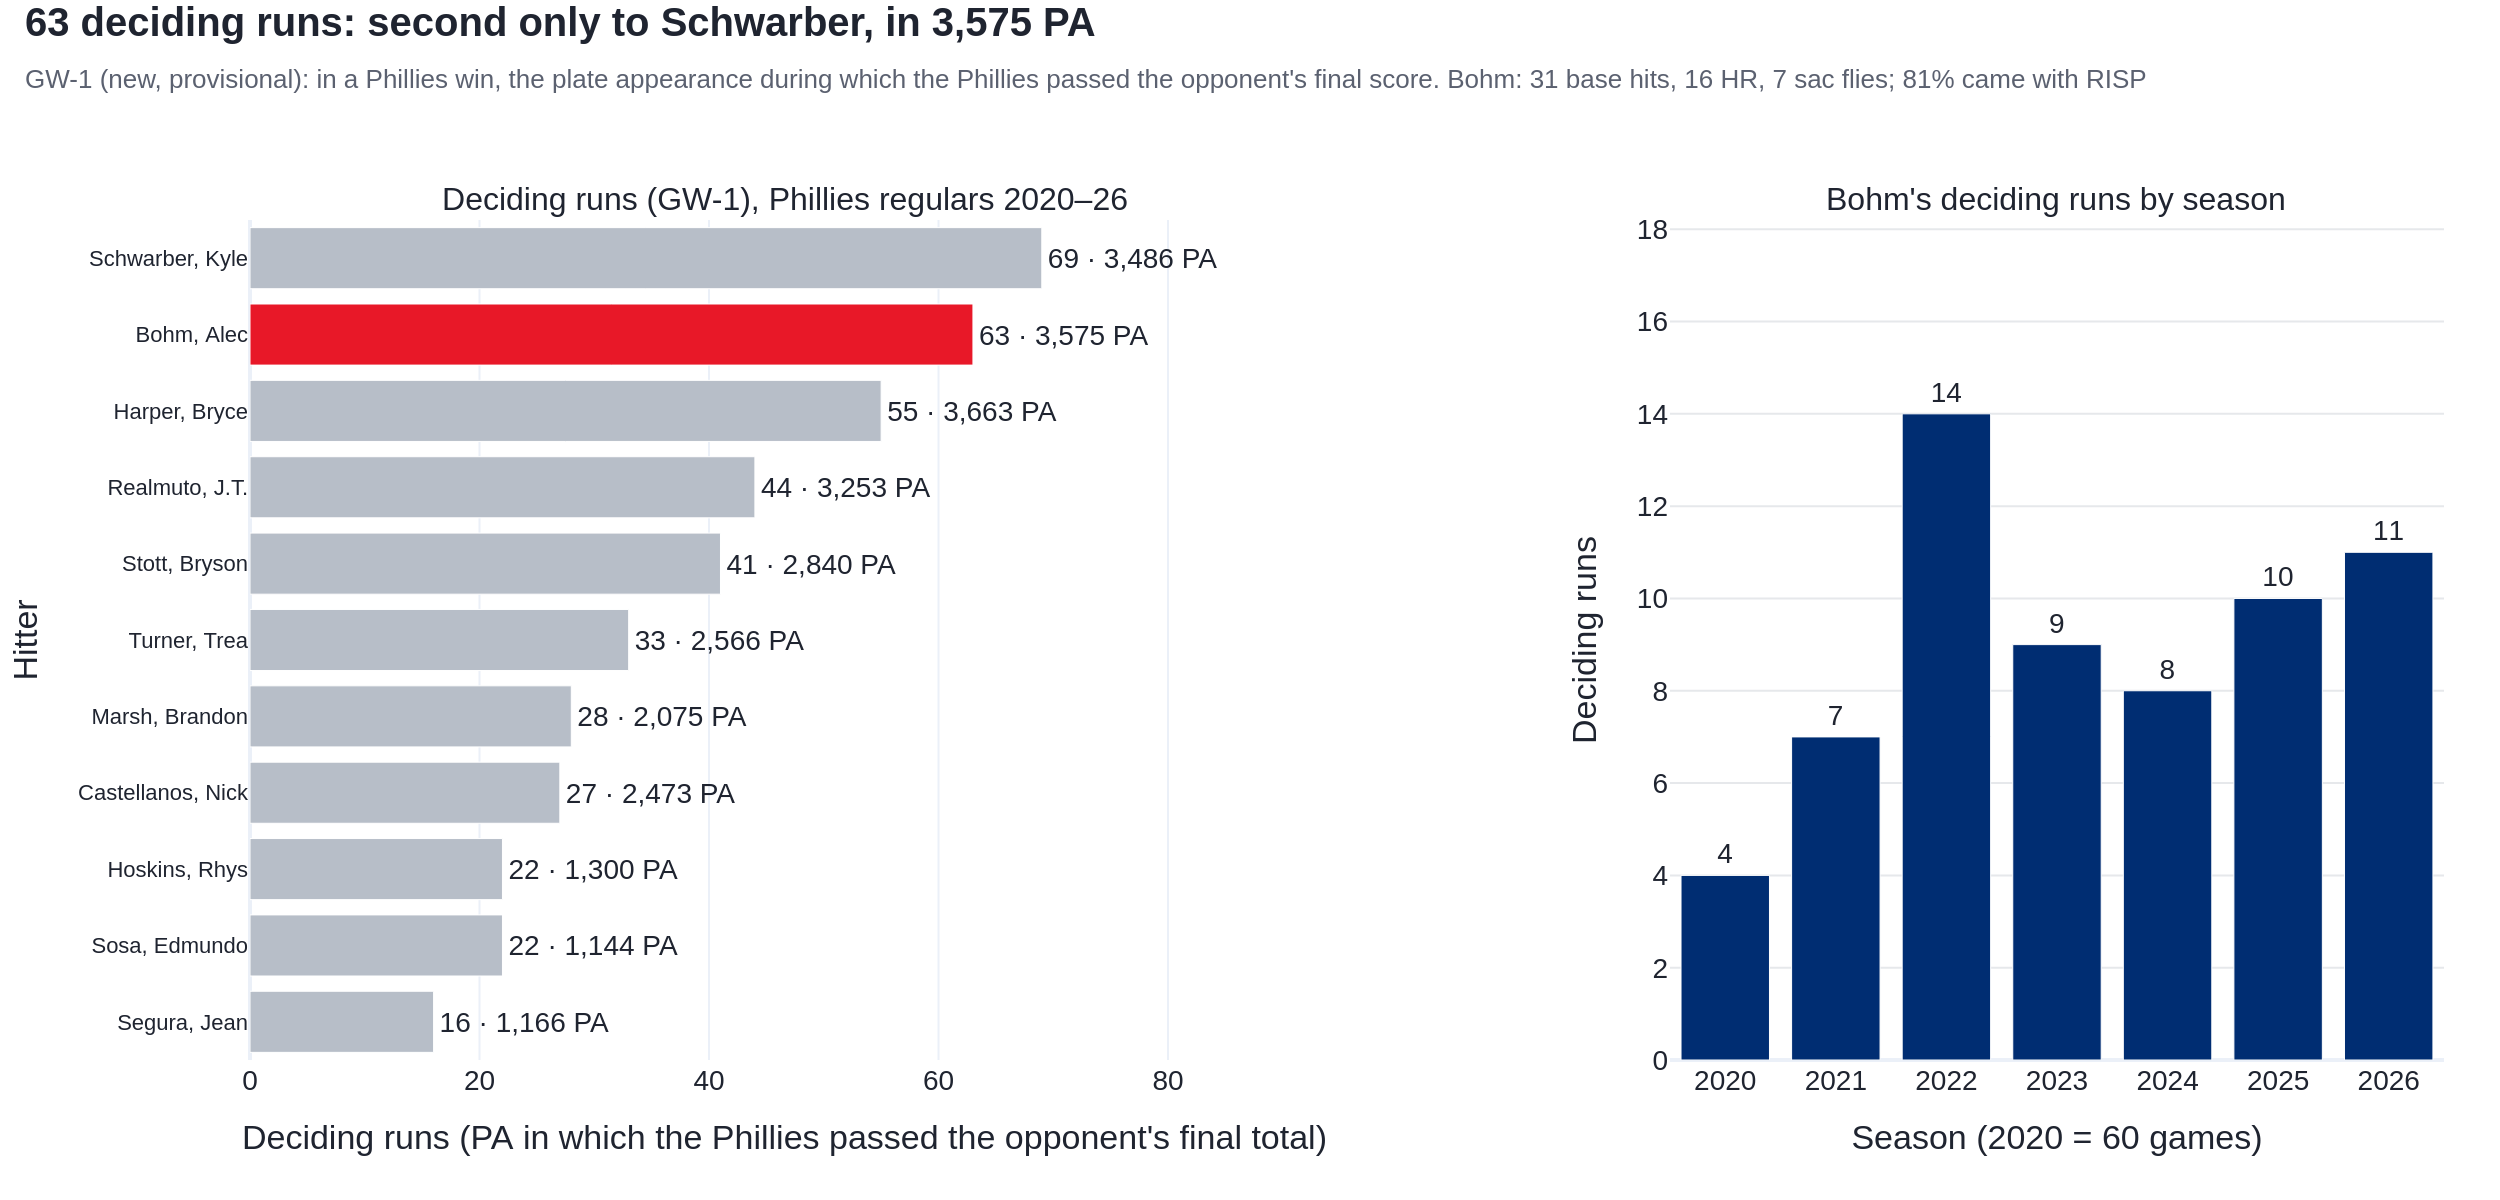 63 deciding runs: second only to Schwarber, in 3,575 PA
GW-1 (new, provisional): in a Phillies win, the plate appearance during which the Phillies passed the opponent's final score. Bohm: 31 base hits, 16 HR, 7 sac flies; 81% came with RISP
Deciding runs (GW-1), Phillies regulars 2020–26
Hitter
Schwarber, Kyle 69 · 3,486 PA
Bohm, Alec 63 · 3,575 PA
Harper, Bryce 55 · 3,663 PA
Realmuto, J.T. 44 · 3,253 PA
Stott, Bryson 41 · 2,840 PA
Turner, Trea 33 · 2,566 PA
Marsh, Brandon 28 · 2,075 PA
Castellanos, Nick 27 · 2,473 PA
Hoskins, Rhys 22 · 1,300 PA
Sosa, Edmundo 22 · 1,144 PA
Segura, Jean 16 · 1,166 PA
0 20 40 60 80
Deciding runs (PA in which the Phillies passed the opponent's final total)
Bohm's deciding runs by season
Deciding runs
18
16
14
12
10
8
6
4
2
0
4 7 14 9 8 10 11
2020 2021 2022 2023 2024 2025 2026
Season (2020 = 60 games)